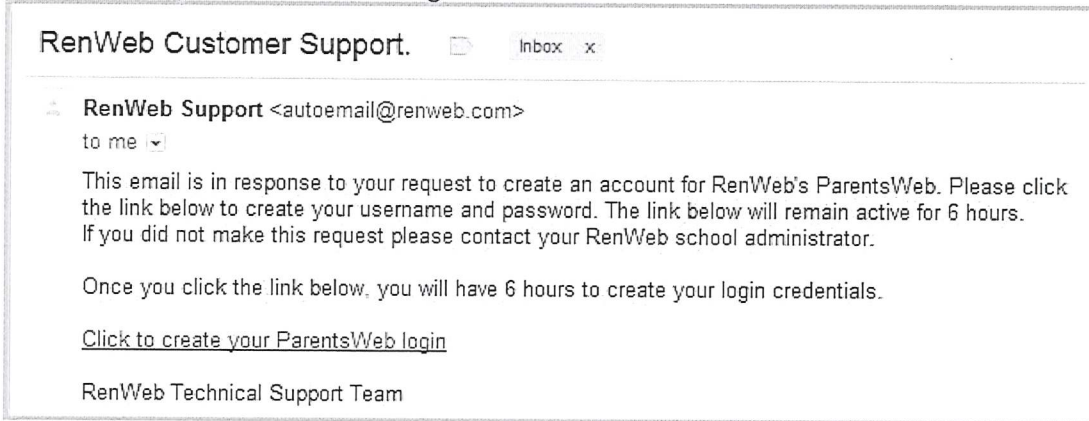 RenWeb Customer Support. Inbox x
RenWeb Support <autoemail@renweb.com>
to me
This email is in response to your request to create an account for RenWeb's ParentsWeb. Please click
the link below to create your username and password. The link below will remain active for 6 hours.
If you did not make this request please contact your RenWeb school administrator.
Once you click the link below, you will have 6 hours to create your login credentials.
Click to create your ParentsWeb login
RenWeb Technical Support Team